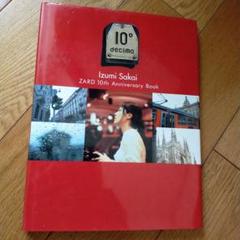 10°
decimo
Izumi Sakai
ZARD 10th Anniversary Book